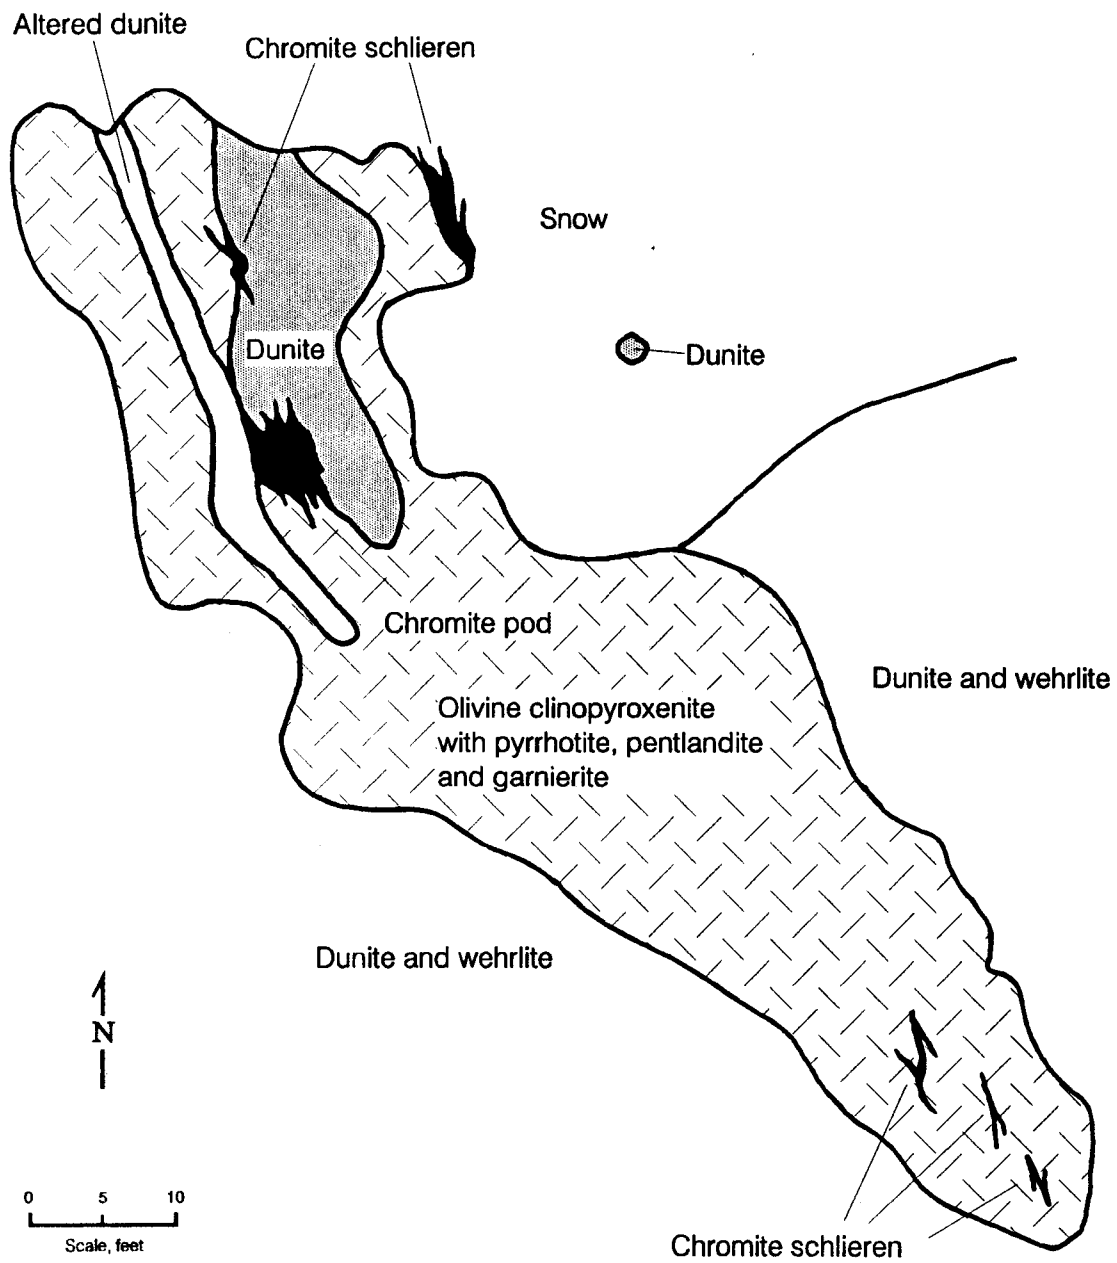 Altered dunite
Chromite schlieren
Snow
Dunite
Dunite
Chromite pod
Dunite and wehrlite
Olivine clinopyroxenite
with pyrrhotite, pentlandite
and garnierite
Dunite and wehrlite
N
0 5 10
Scale, feet
Chromite schlieren